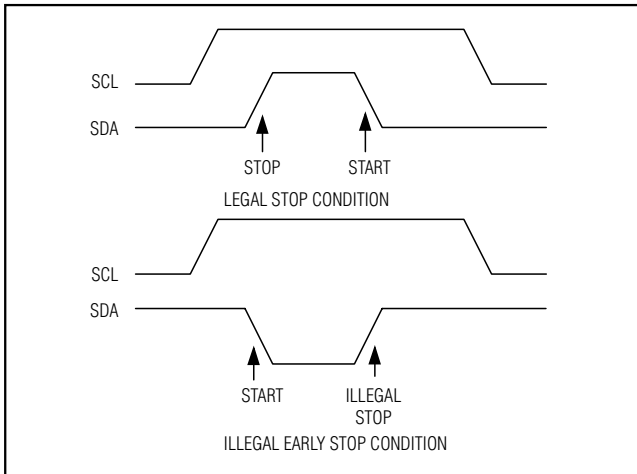 SCL
SDA
STOP START
LEGAL STOP CONDITION
SCL
SDA
START ILLEGAL
STOP
ILLEGAL EARLY STOP CONDITION